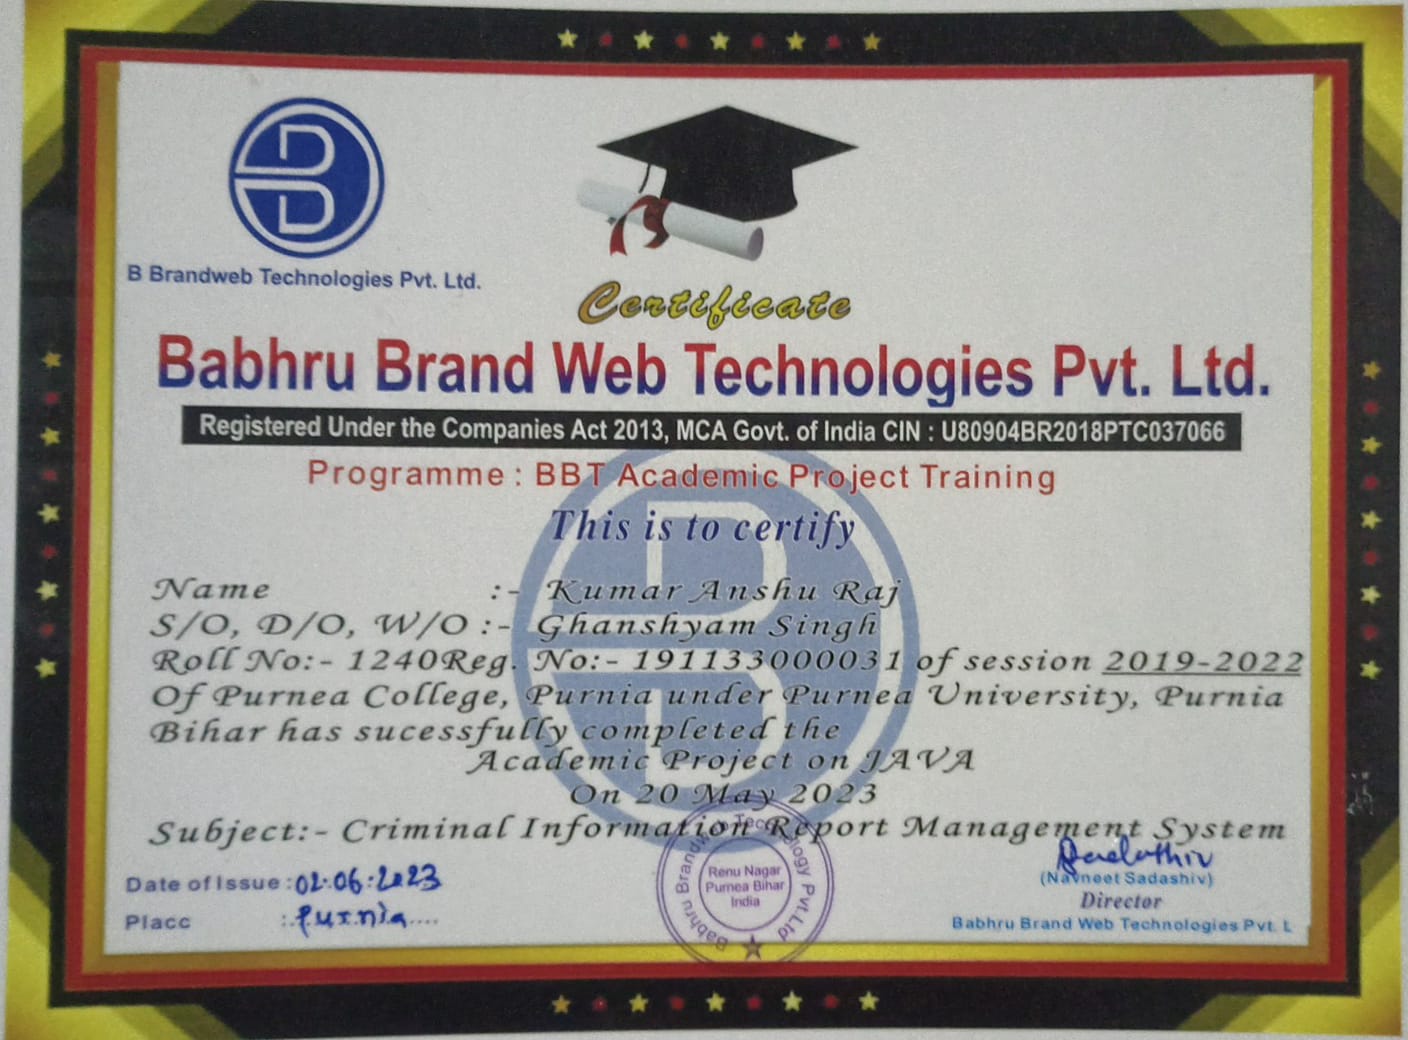 B Brandweb Technologies Pvt. Ltd.
Certificate
Babhru Brand Web Technologies Pvt. Ltd.
Registered Under the Companies Act 2013, MCA Govt. of India CIN : U80904BR2018PTC037066
Programme : BBT Academic Project Training
This is to certify
Name :- Kumar Anshu Raj
S/O, D/O, W/O :- Ghanshyam Singh
Roll No:- 1240Reg. No:- 191133000031 of session 2019-2022
Of Purnea College, Purnia under Purnea University, Purnia
Bihar has sucessfully completed the
Academic Project on JAVA
On 20 May 2023
Subject:- Criminal Information Report Management System
Date of Issue : 02.06.2023
Place : Purnia....
Babhru Brandweb Technology Pvt.Ltd
Renu Nagar
Purnea Bihar
India
(Navneet Sadashiv)
Director
Babhru Brand Web Technologies Pvt. L